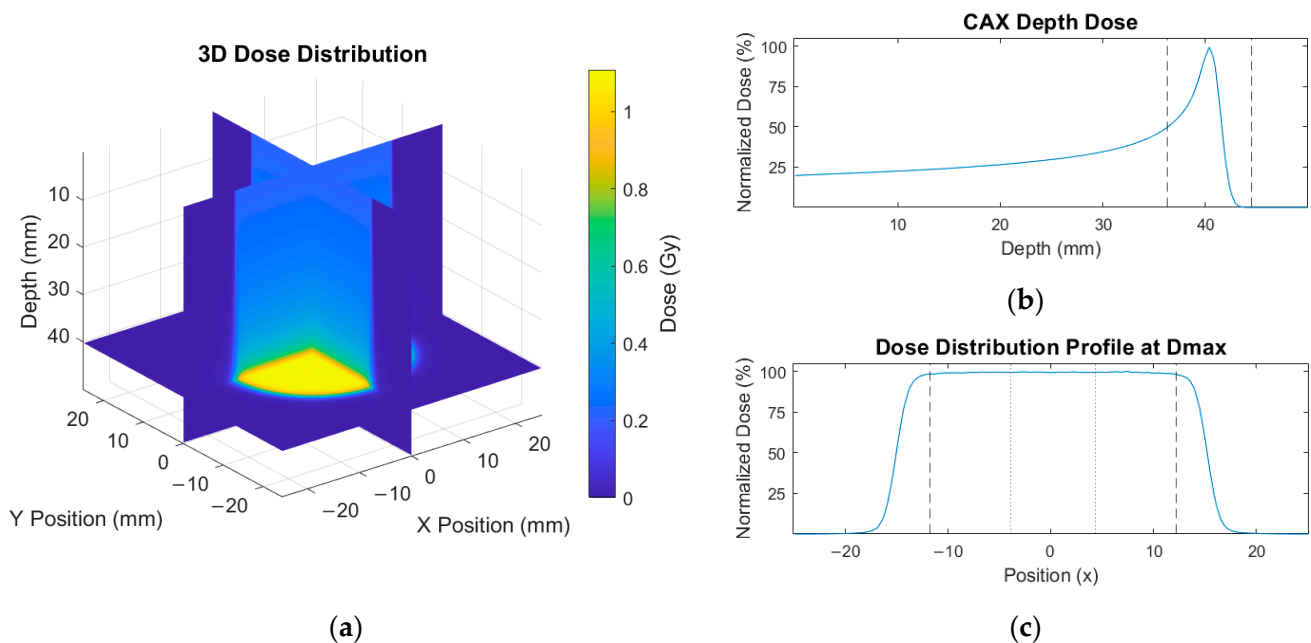 3D Dose Distribution
Depth (mm)
10
20
30
40
20
10
0
−10
−20
Y Position (mm)
−20
−10
0
10
20
X Position (mm)
1
0.8
0.6
0.4
0.2
0
Dose (Gy)
(a)
CAX Depth Dose
Normalized Dose (%)
100
75
50
25
10
20
30
40
Depth (mm)
(b)
Dose Distribution Profile at Dmax
Normalized Dose (%)
100
75
50
25
−20
−10
0
10
20
Position (x)
(c)